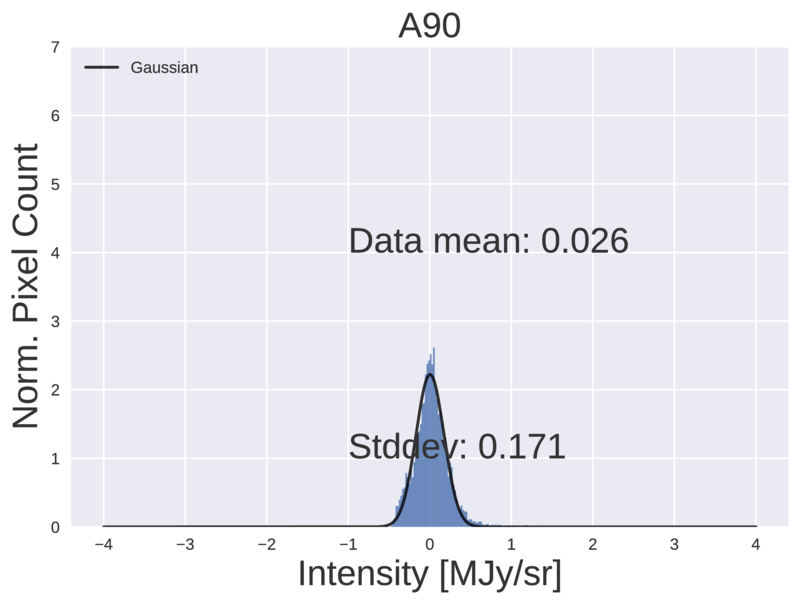 A90
7
Gaussian
6
5
Data mean: 0.026
4
3
2
Stddev: 0.171
1
0
Norm. Pixel Count
−4 −3 −2 −1 0 1 2 3 4
Intensity [MJy/sr]